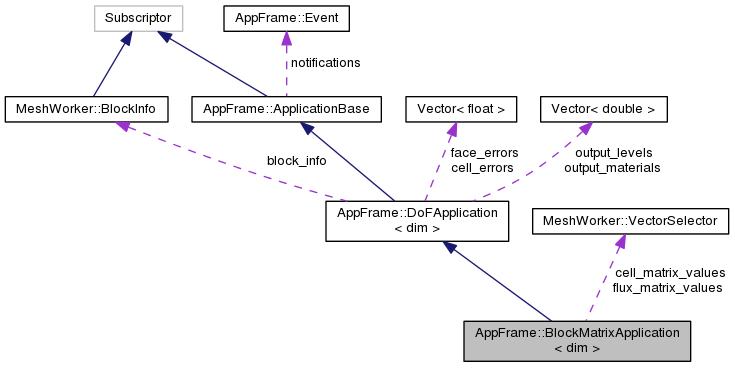 Subscriptor
AppFrame::Event
notifications
MeshWorker::BlockInfo
AppFrame::ApplicationBase
Vector< float >
Vector< double >
block_info
face_errors
cell_errors
output_levels
output_materials
AppFrame::DoFApplication
< dim >
MeshWorker::VectorSelector
cell_matrix_values
flux_matrix_values
AppFrame::BlockMatrixApplication
< dim >